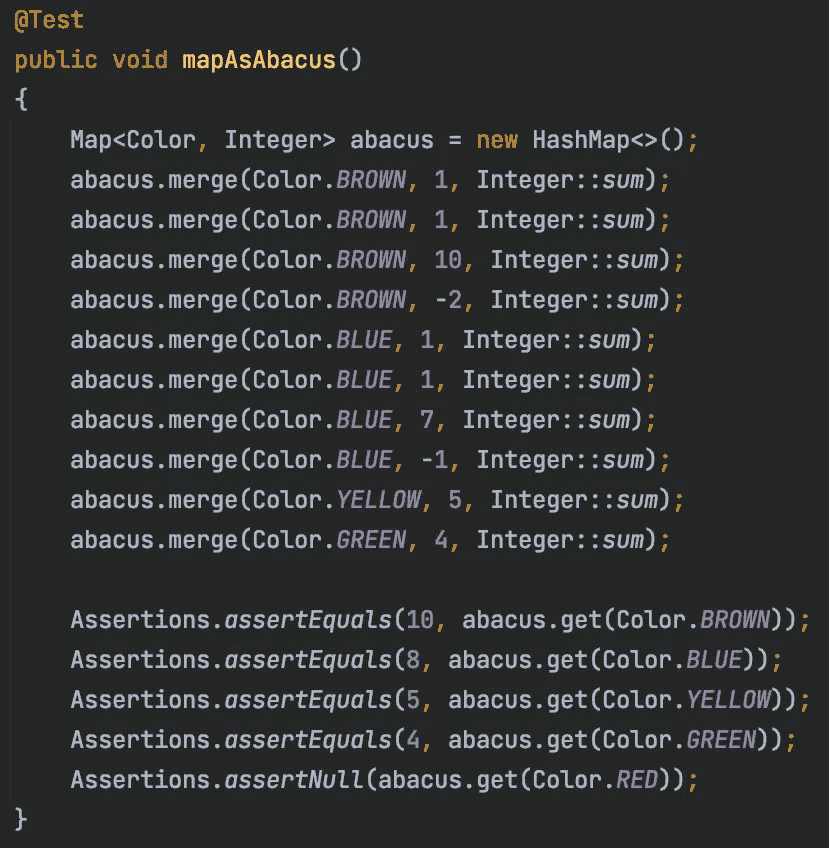 @Test
public void mapAsAbacus()
{
    Map<Color, Integer> abacus = new HashMap<>();
    abacus.merge(Color.BROWN, 1, Integer::sum);
    abacus.merge(Color.BROWN, 1, Integer::sum);
    abacus.merge(Color.BROWN, 10, Integer::sum);
    abacus.merge(Color.BROWN, -2, Integer::sum);
    abacus.merge(Color.BLUE, 1, Integer::sum);
    abacus.merge(Color.BLUE, 1, Integer::sum);
    abacus.merge(Color.BLUE, 7, Integer::sum);
    abacus.merge(Color.BLUE, -1, Integer::sum);
    abacus.merge(Color.YELLOW, 5, Integer::sum);
    abacus.merge(Color.GREEN, 4, Integer::sum);

    Assertions.assertEquals(10, abacus.get(Color.BROWN));
    Assertions.assertEquals(8, abacus.get(Color.BLUE));
    Assertions.assertEquals(5, abacus.get(Color.YELLOW));
    Assertions.assertEquals(4, abacus.get(Color.GREEN));
    Assertions.assertNull(abacus.get(Color.RED));
}